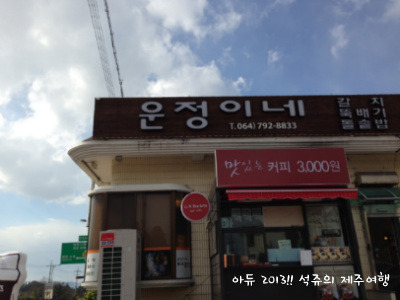 운정이네
T.064) 792-8833
갈 치
뚝 배 기
돌 솥 밥
맛있는 커피 3,000원
아듀 2013!! 석쥬의 제주여행